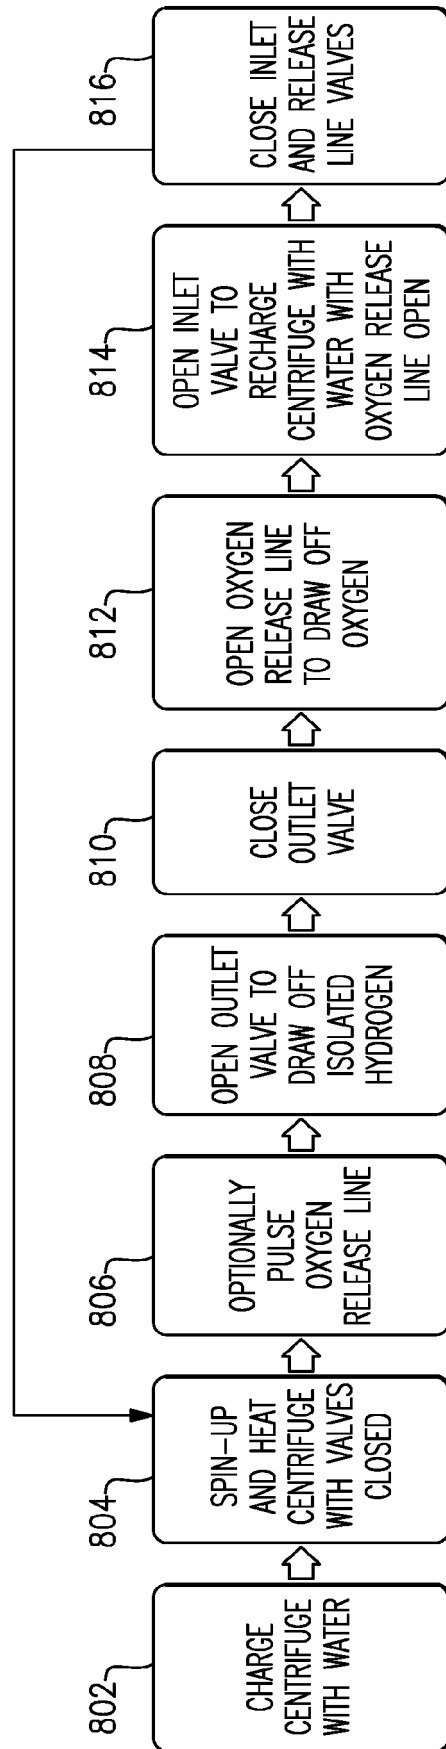 802
CHARGE
CENTRIFUGE
WITH WATER
804
SPIN-UP
AND HEAT
CENTRIFUGE
WITH VALVES
CLOSED
806
OPTIONALLY
PULSE
OXYGEN
RELEASE LINE
808
OPEN OUTLET
VALVE TO
DRAW OFF
ISOLATED
HYDROGEN
810
CLOSE
OUTLET
VALVE
812
OPEN OXYGEN
RELEASE LINE
TO DRAW OFF
OXYGEN
814
OPEN INLET
VALVE TO
RECHARGE
CENTRIFUGE WITH
WATER WITH
OXYGEN RELEASE
LINE OPEN
816
CLOSE INLET
AND RELEASE
LINE VALVES